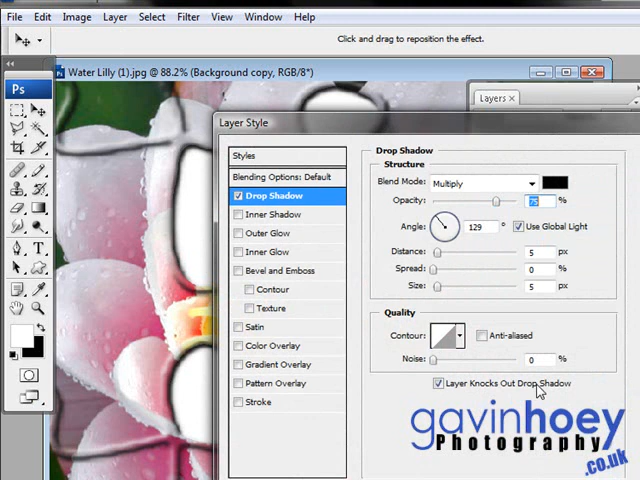 File Edit Image Layer Select Filter View Window Help
Click and drag to reposition the effect.
Ps
Water Lilly (1).jpg @ 88.2% (Background copy, RGB/8*)
Layers ×
Layer Style
Styles
Blending Options: Default
Drop Shadow
Inner Shadow
Outer Glow
Inner Glow
Bevel and Emboss
Contour
Texture
Satin
Color Overlay
Gradient Overlay
Pattern Overlay
Stroke
Drop Shadow
Structure
Blend Mode: Multiply
Opacity: 75 %
Angle: 129 ° Use Global Light
Distance: 5 px
Spread: 0 %
Size: 5 px
Quality
Contour: Anti-aliased
Noise: 0 %
Layer Knocks Out Drop Shadow
gavinhoey
Photography
.co.uk